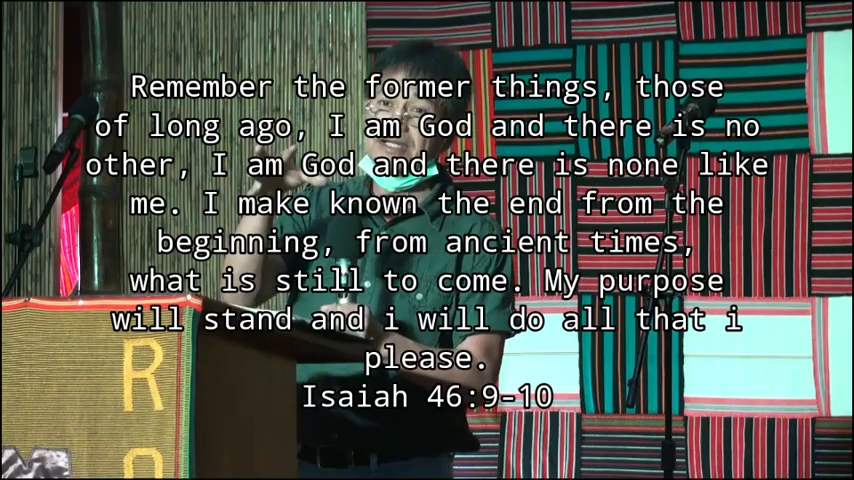 Remember the former things, those
of long ago, I am God and there is no
other, I am God and there is none like
me. I make known the end from the
beginning, from ancient times,
what is still to come. My purpose
will stand and i will do all that i
please.
Isaiah 46:9-10
R
O